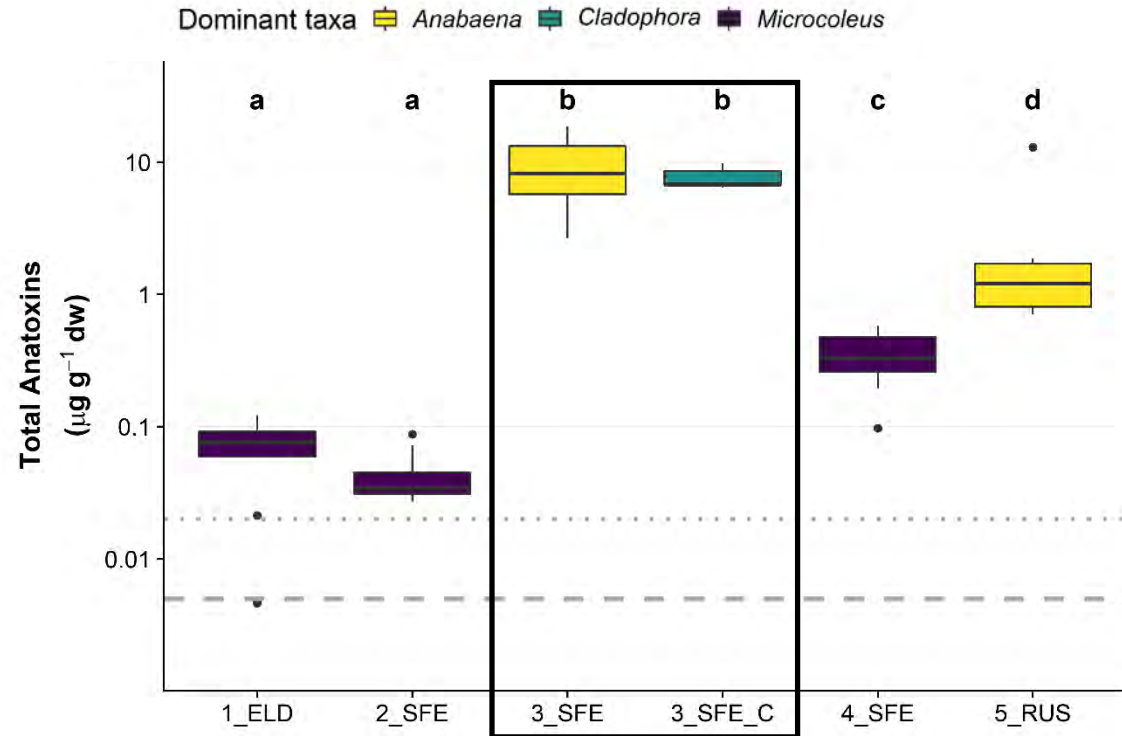 Dominant taxa Anabaena Cladophora Microcoleus
a a b b c d
10
1
0.1
0.01
Total Anatoxins
(μg g⁻¹ dw)
1_ELD 2_SFE 3_SFE 3_SFE_C 4_SFE 5_RUS